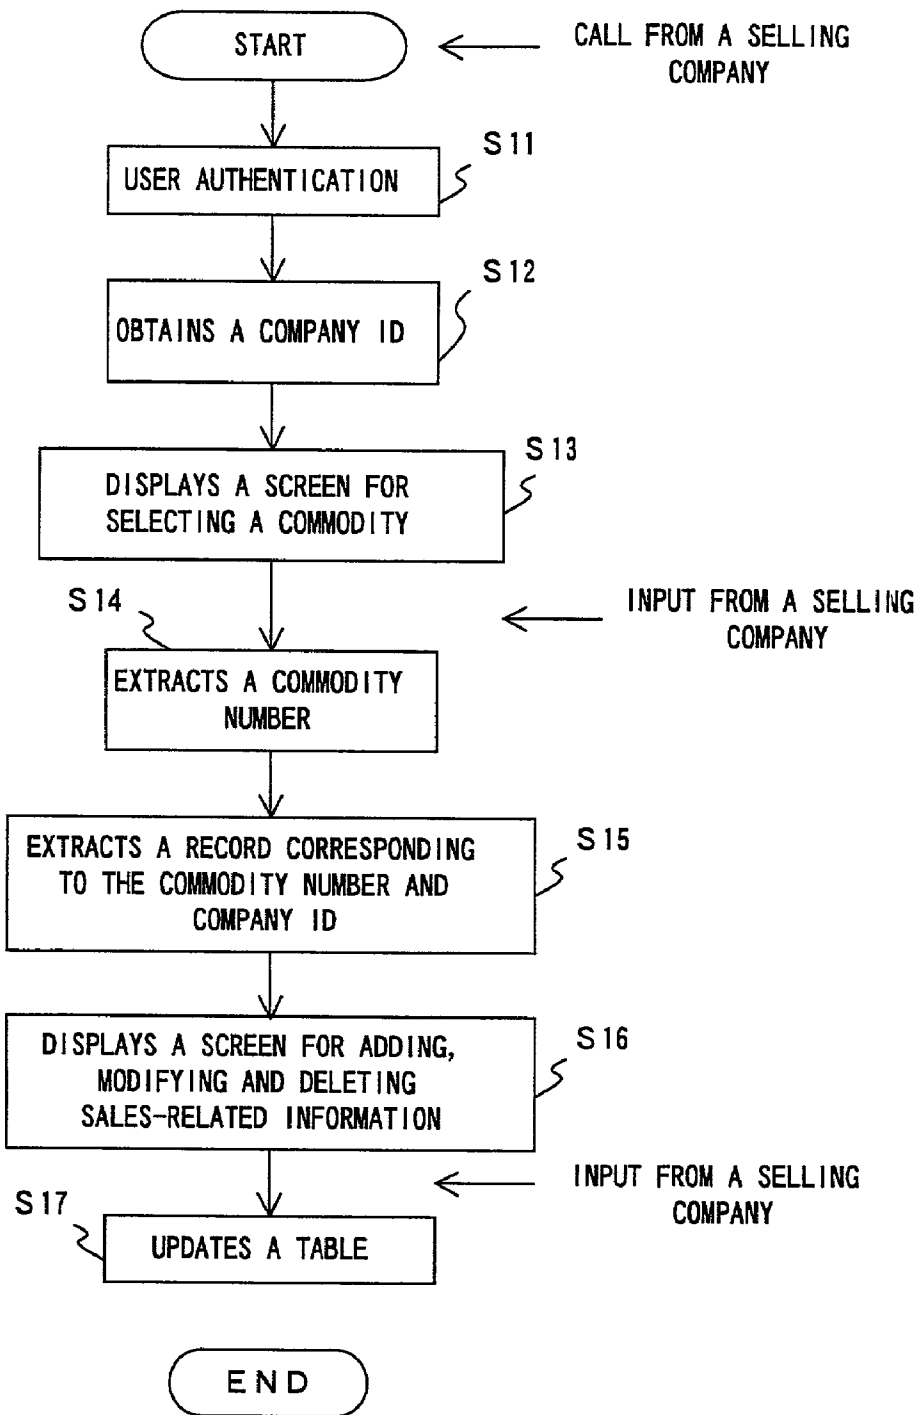 START
CALL FROM A SELLING
COMPANY
S11
USER AUTHENTICATION
S12
OBTAINS A COMPANY ID
S13
DISPLAYS A SCREEN FOR
SELECTING A COMMODITY
S14
INPUT FROM A SELLING
COMPANY
EXTRACTS A COMMODITY
NUMBER
S15
EXTRACTS A RECORD CORRESPONDING
TO THE COMMODITY NUMBER AND
COMPANY ID
S16
DISPLAYS A SCREEN FOR ADDING,
MODIFYING AND DELETING
SALES-RELATED INFORMATION
INPUT FROM A SELLING
COMPANY
S17
UPDATES A TABLE
END